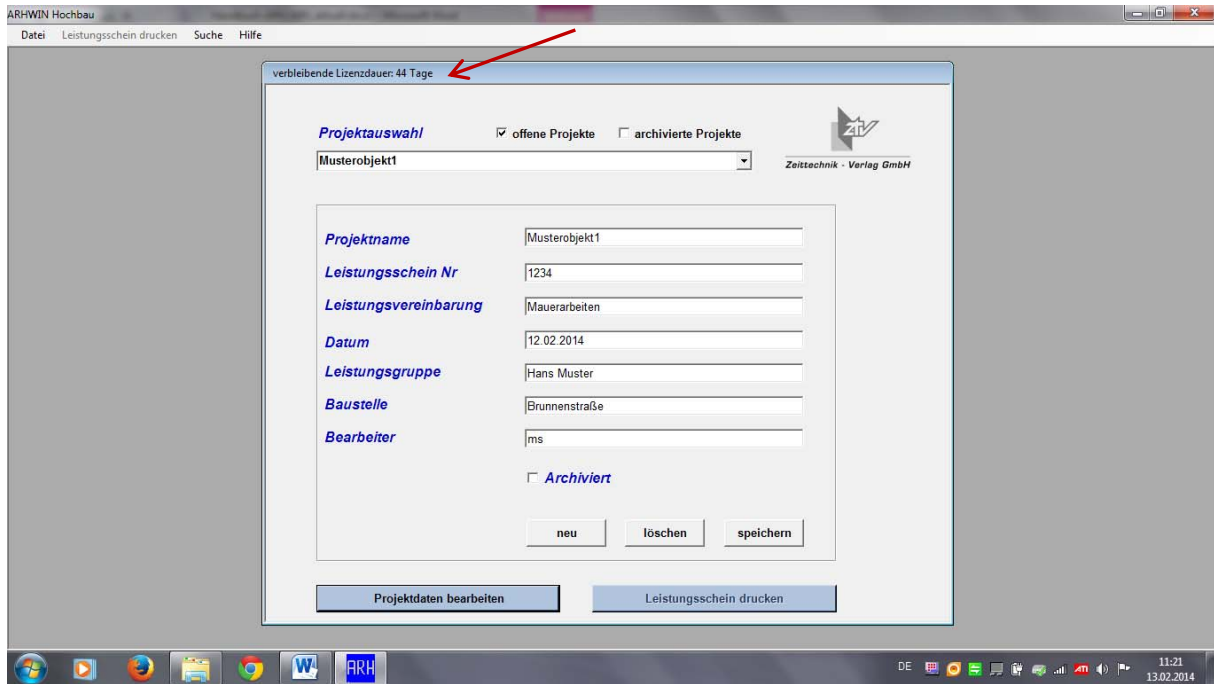 ARHWIN Hochbau
Datei Leistungsschein drucken Suche Hilfe
verbleibende Lizenzdauer: 44 Tage
Projektauswahl offene Projekte archivierte Projekte
ZTV
Musterobjekt1
Zeittechnik - Verlag GmbH
Projektname Musterobjekt1
Leistungsschein Nr 1234
Leistungsvereinbarung Mauerarbeiten
Datum 12.02.2014
Leistungsgruppe Hans Muster
Baustelle Brunnenstraße
Bearbeiter ms
Archiviert
neu löschen speichern
Projektdaten bearbeiten Leistungsschein drucken
W ARH DE 11:21
13.02.2014